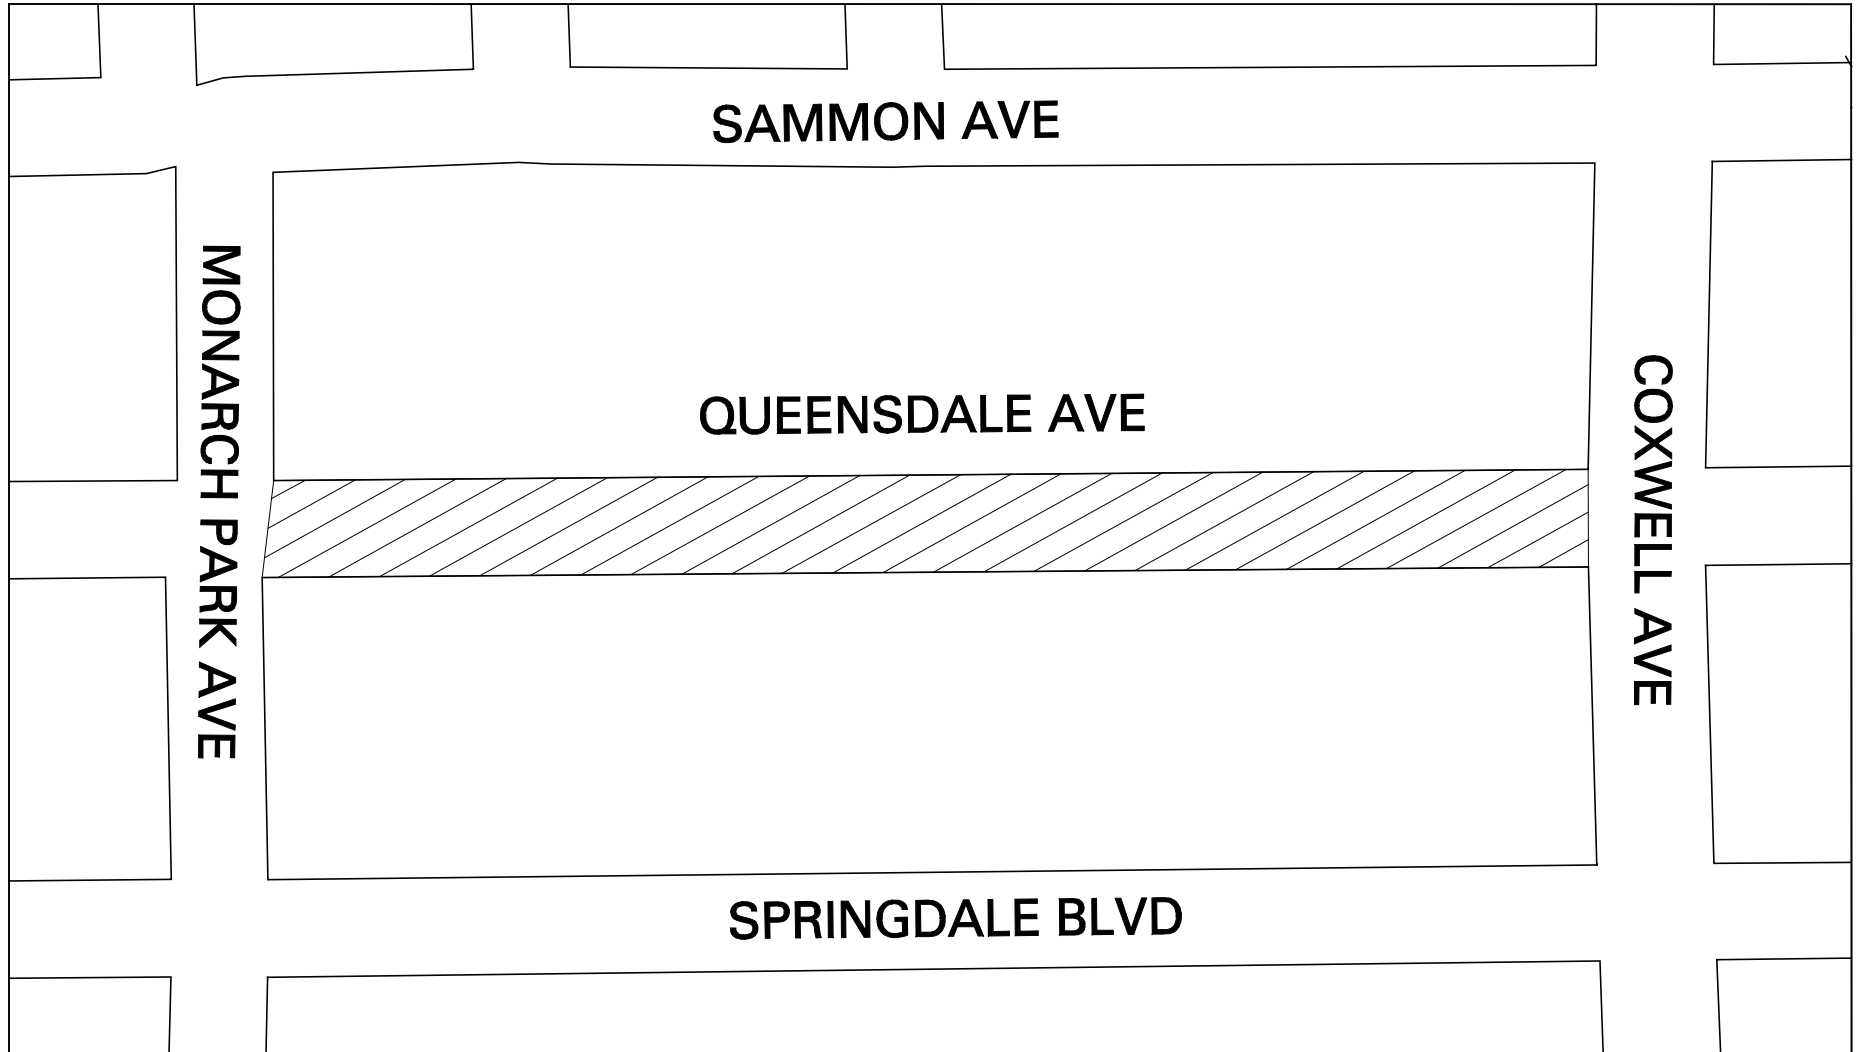 SAMMON AVE
MONARCH PARK AVE
QUEENSDALE AVE
COXWELL AVE
SPRINGDALE BLVD